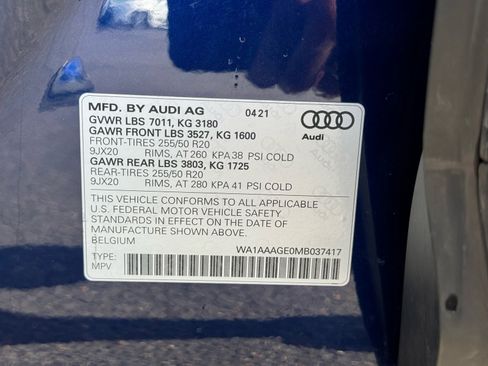 MFD. BY AUDI AG 04 21
GVWR LBS 7011, KG 3180
GAWR FRONT LBS 3527, KG 1600
FRONT-TIRES 255/50 R20
9JX20 RIMS, AT 260 KPA 38 PSI COLD
GAWR REAR LBS 3803, KG 1725
REAR-TIRES 255/50 R20
9JX20 RIMS, AT 280 KPA 41 PSI COLD
Audi
THIS VEHICLE CONFORMS TO ALL APPLICABLE
U.S. FEDERAL MOTOR VEHICLE SAFETY
STANDARDS IN EFFECT ON THE DATE OF
MANUFACTURE SHOWN ABOVE.
BELGIUM
WA1AAAGE0MB037417
TYPE:
MPV